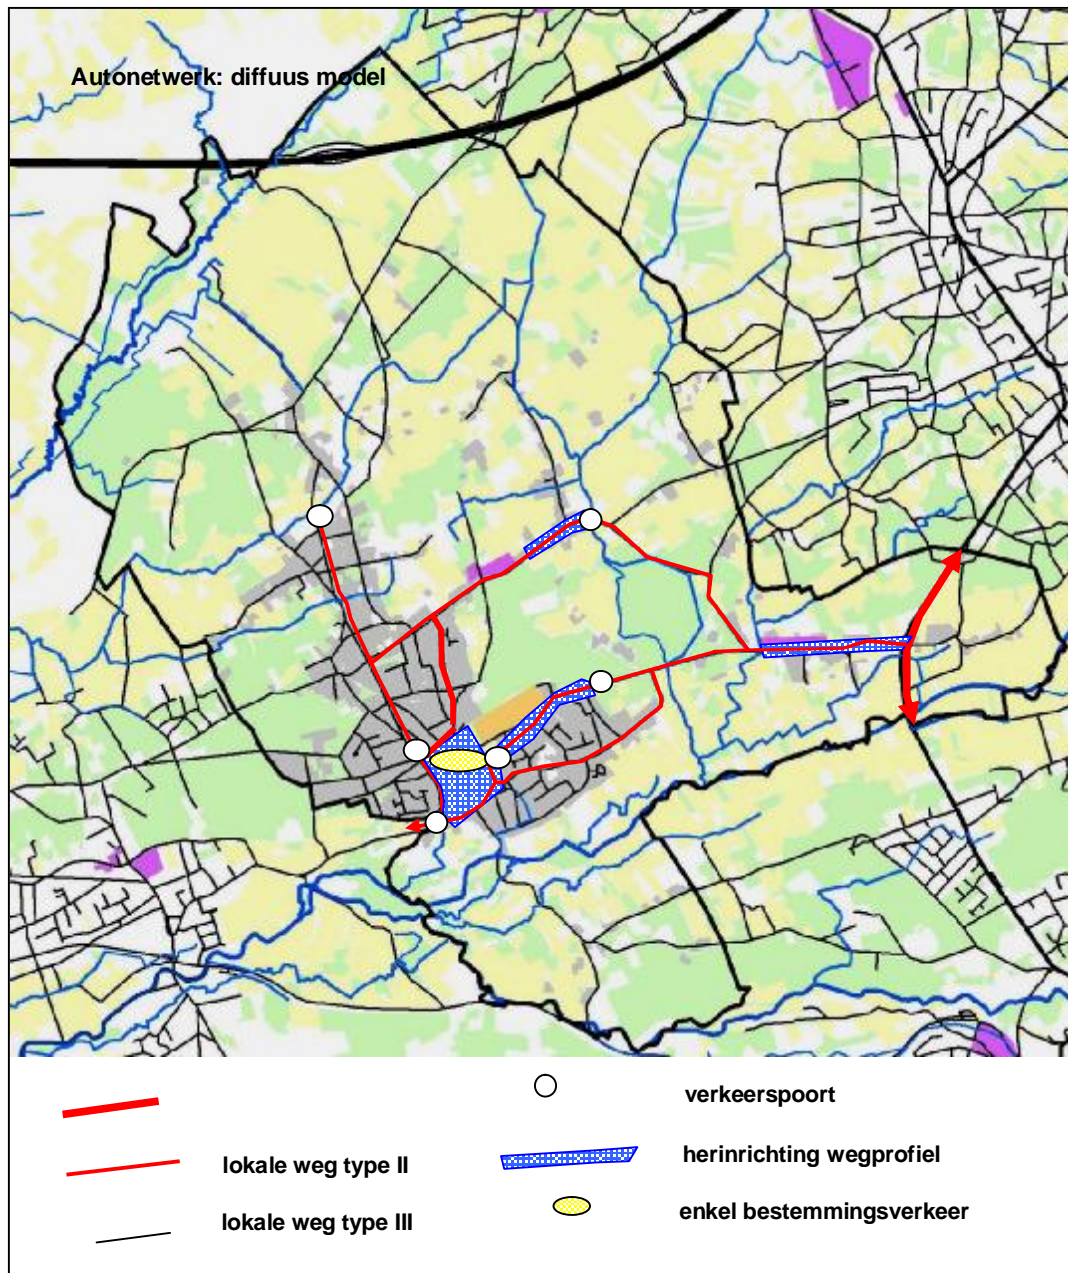 Autonetwerk: diffuus model
verkeerspoort
lokale weg type II
herinrichting wegprofiel
lokale weg type III
enkel bestemmingsverkeer